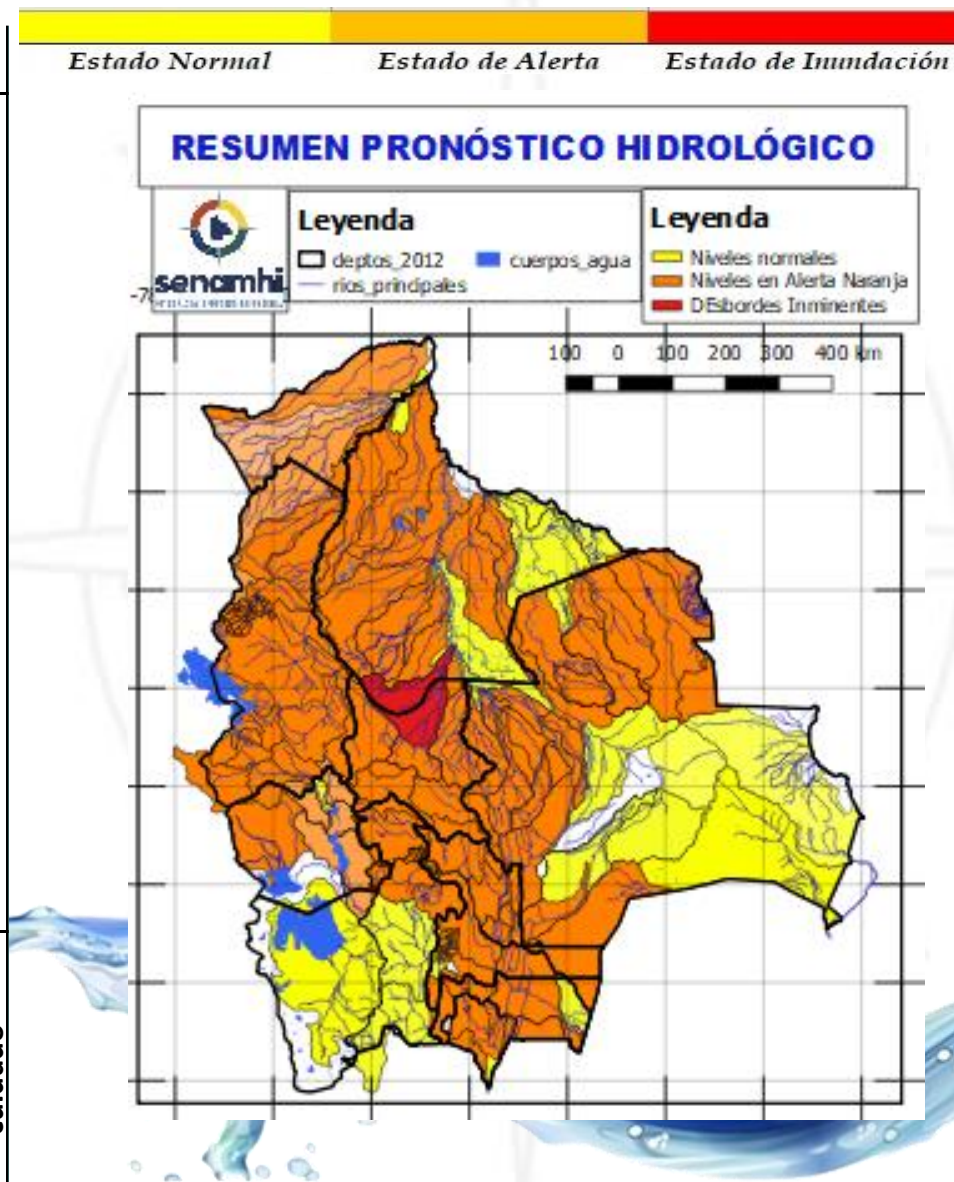 Estado Normal Estado de Alerta Estado de Inundación
RESUMEN PRONÓSTICO HIDROLÓGICO
senamhi
Leyenda
deptos_2012 cuerpos_agua
rios_principales
Leyenda
Niveles normales
Niveles en Alerta Naranja
DEsbordes Inminentes
100 0 100 200 300 400 km